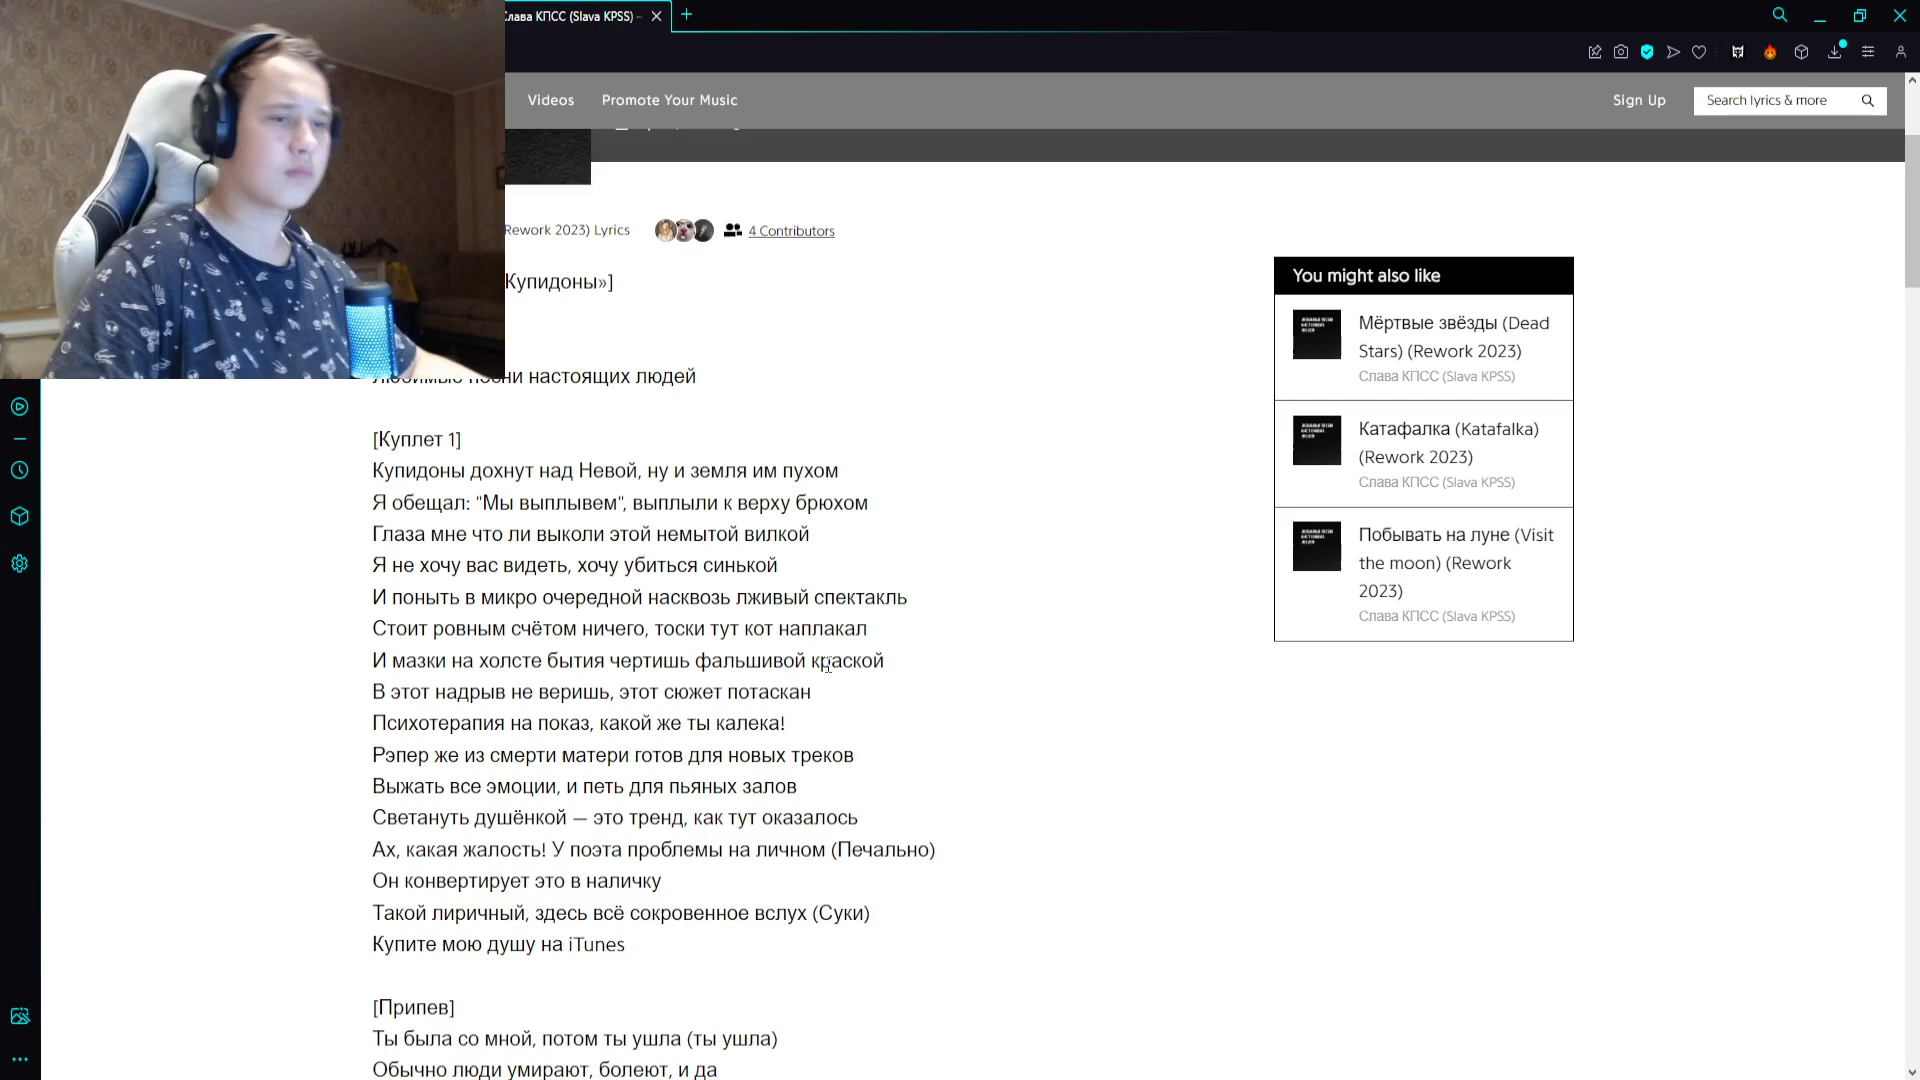 Слава КПСС (Slava KPSS) –
Videos
Promote Your Music
Sign Up
Search lyrics & more
Rework 2023) Lyrics
4 Contributors
Купидоны»]
Любимые песни настоящих людей
[Куплет 1]
Купидоны дохнут над Невой, ну и земля им пухом
Я обещал: "Мы выплывем", выплыли к верху брюхом
Глаза мне что ли выколи этой немытой вилкой
Я не хочу вас видеть, хочу убиться синькой
И поныть в микро очередной насквозь лживый спектакль
Стоит ровным счётом ничего, тоски тут кот наплакал
И мазки на холсте бытия чертишь фальшивой краской
В этот надрыв не веришь, этот сюжет потаскан
Психотерапия на показ, какой же ты калека!
Рэпер же из смерти матери готов для новых треков
Выжать все эмоции, и петь для пьяных залов
Светануть душёнкой — это тренд, как тут оказалось
Ах, какая жалость! У поэта проблемы на личном (Печально)
Он конвертирует это в наличку
Такой лиричный, здесь всё сокровенное вслух (Суки)
Купите мою душу на iTunes
[Припев]
Ты была со мной, потом ты ушла (ты ушла)
Обычно люди умирают, болеют, и да
You might also like
Мёртвые звёзды (Dead
Stars) (Rework 2023)
Слава КПСС (Slava KPSS)
Катафалка (Katafalka)
(Rework 2023)
Слава КПСС (Slava KPSS)
Побывать на луне (Visit
the moon) (Rework
2023)
Слава КПСС (Slava KPSS)